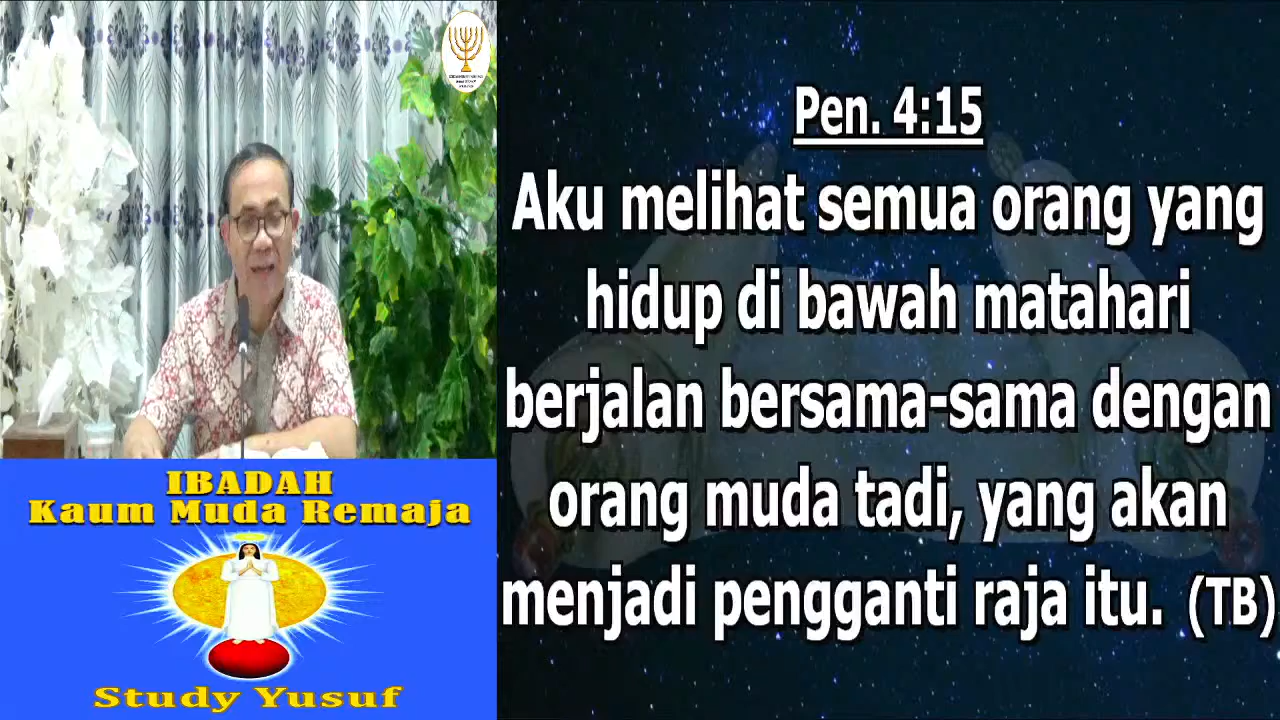 Pen. 4:15
Aku melihat semua orang yang
hidup di bawah matahari
berjalan bersama-sama dengan
orang muda tadi, yang akan
menjadi pengganti raja itu. (TB)
IBADAH
Kaum Muda Remaja
Study Yusuf